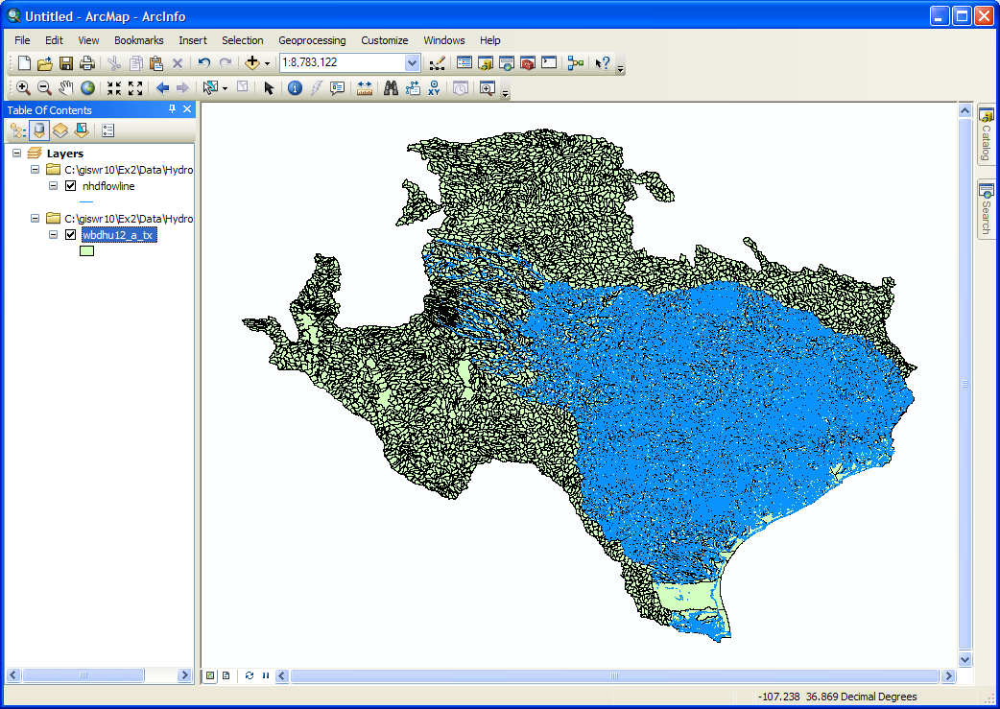 Untitled - ArcMap - ArcInfo
File Edit View Bookmarks Insert Selection Geoprocessing Customize Windows Help
1:8,783,122
Table Of Contents
Layers
C:\giswr10\Ex2\Data\Hydro
nhdflowline
C:\giswr10\Ex2\Data\Hydro
wbdhu12_a_tx
Catalog
Search
-107.238 36.869 Decimal Degrees